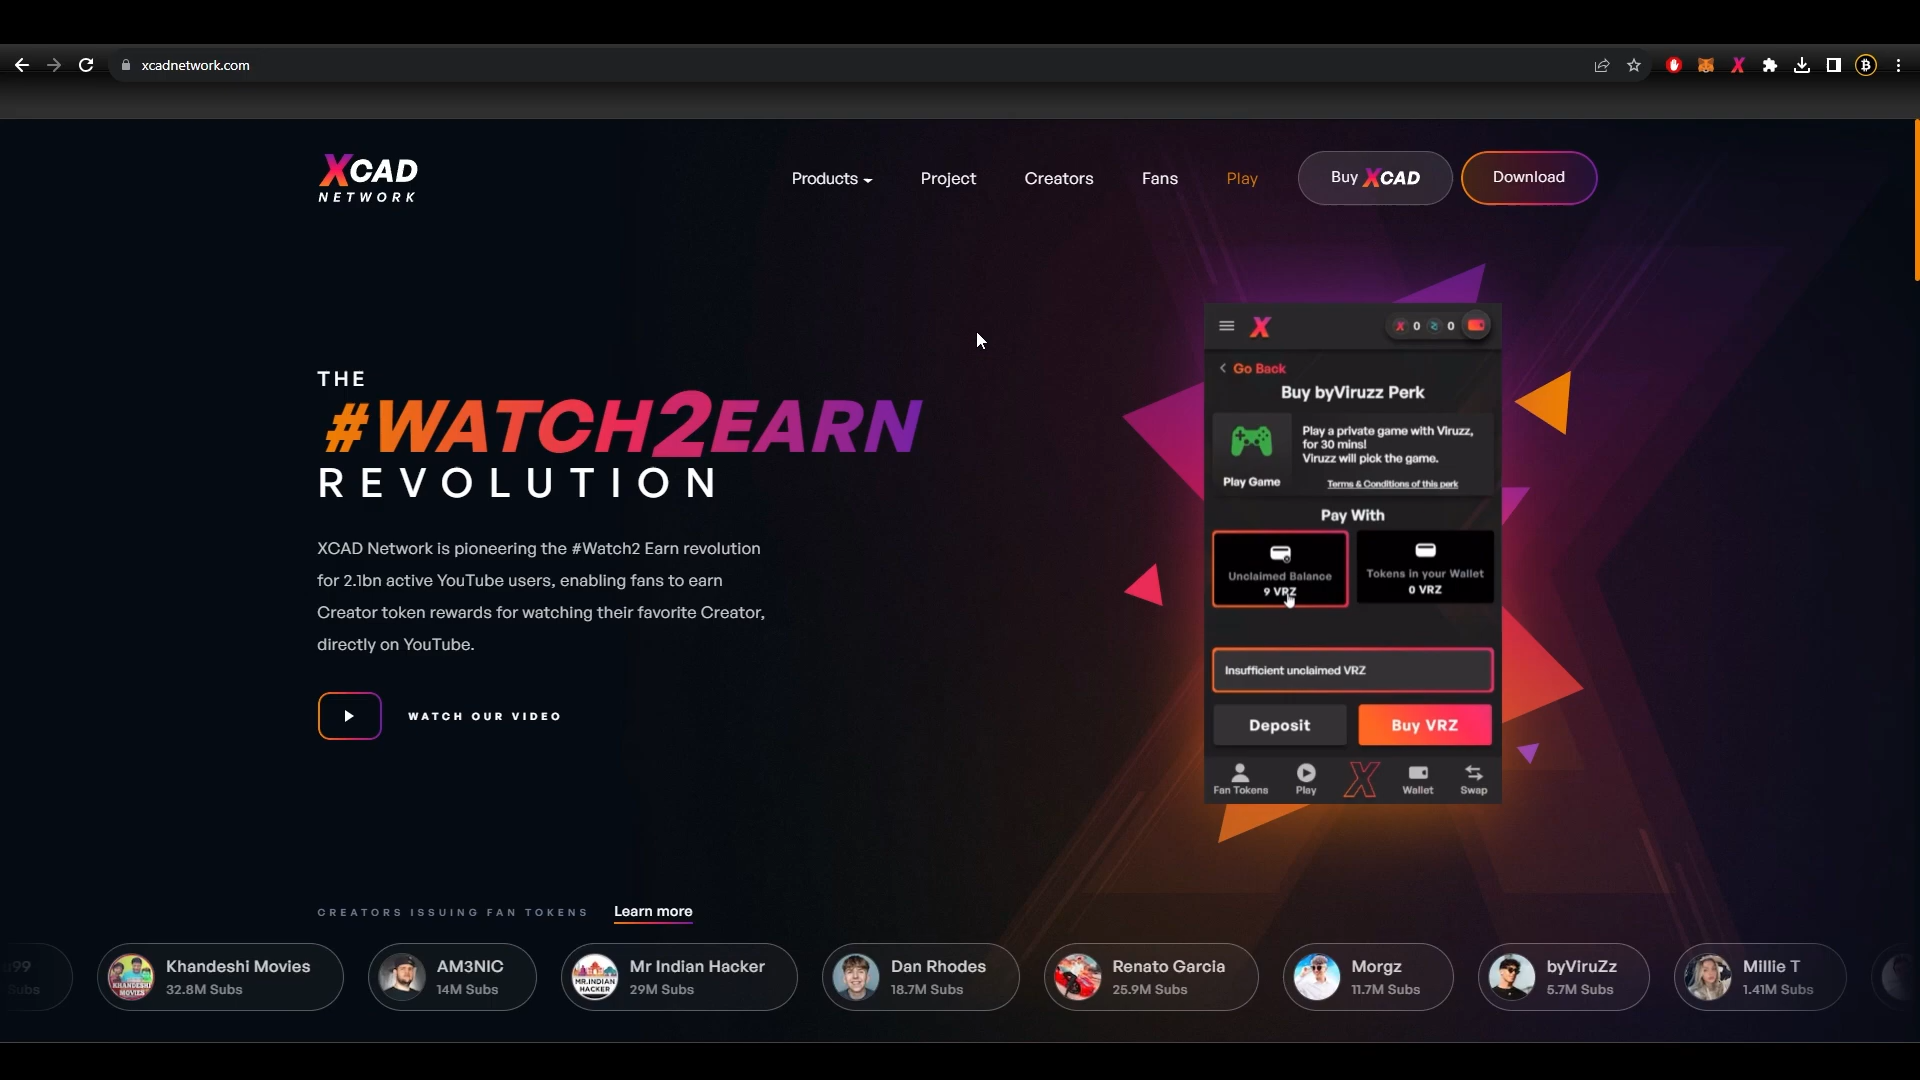 xcadnetwork.com
XCAD
NETWORK
Products
Project
Creators
Fans
Play
Buy XCAD
Download
THE
#WATCH2EARN
REVOLUTION
XCAD Network is pioneering the #Watch2 Earn revolution
for 2.1bn active YouTube users, enabling fans to earn
Creator token rewards for watching their favorite Creator,
directly on YouTube.
WATCH OUR VIDEO
X 0 0
Go Back
Buy byViruzz Perk
Play a private game with Viruzz,
for 30 mins!
Viruzz will pick the game.
Play Game
Terms & Conditions of this perk
Pay With
Unclaimed Balance
9 VRZ
Tokens in your Wallet
0 VRZ
Insufficient unclaimed VRZ
Deposit
Buy VRZ
Fan Tokens
Play
Wallet
Swap
CREATORS ISSUING FAN TOKENS
Learn more
99
Subs
KHANDESHI
MOVIES
Khandeshi Movies
32.8M Subs
AM3NIC
14M Subs
MR.INDIAN
HACKER
Mr Indian Hacker
29M Subs
Dan Rhodes
18.7M Subs
Renato Garcia
25.9M Subs
Morgz
11.7M Subs
byViruZz
5.7M Subs
Millie T
1.41M Subs